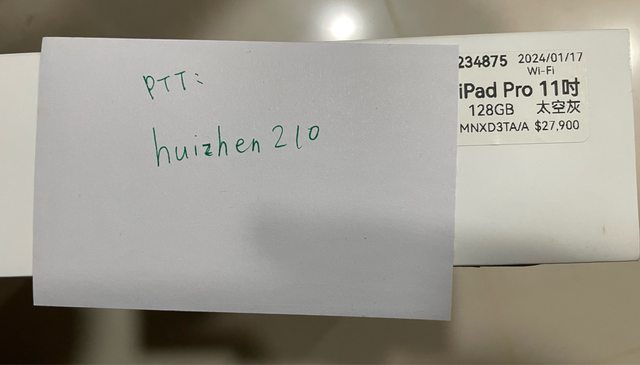 PTT:
huizhen210
234875 2024/01/17
Wi-Fi
iPad Pro 11吋
128GB 太空灰
MNXD3TA/A $27,900